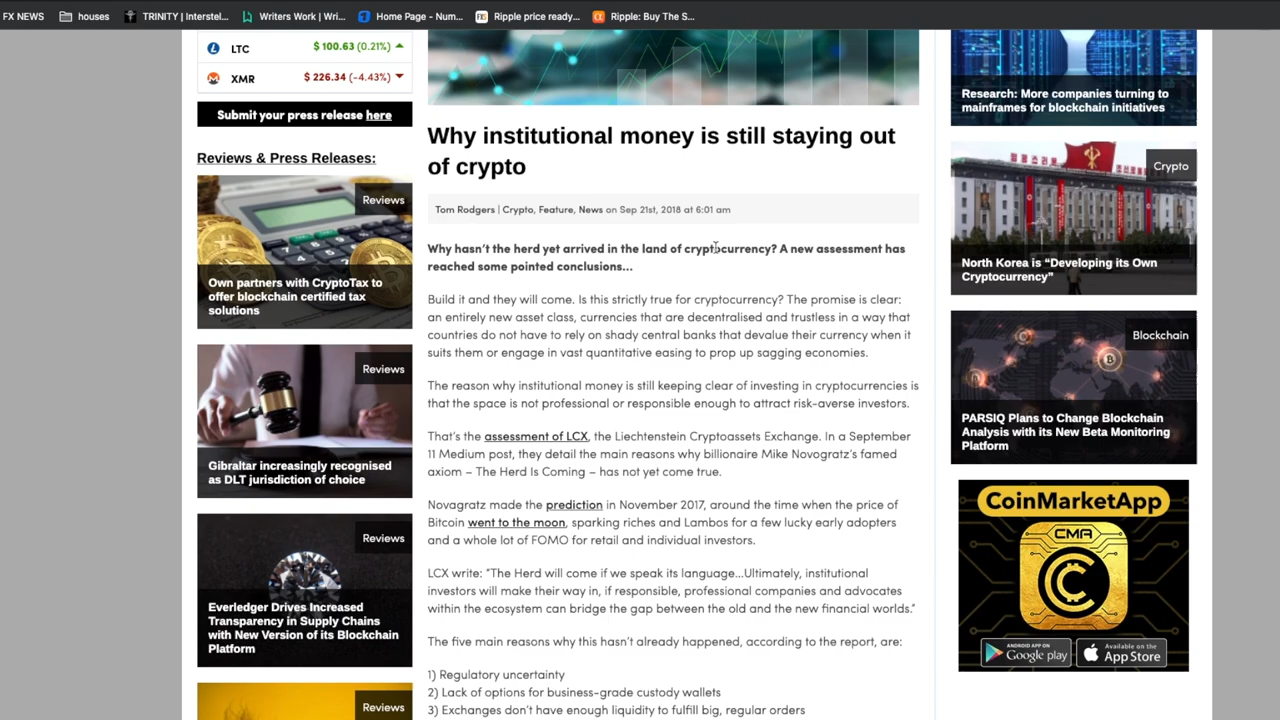 FX NEWS
houses
TRINITY | Interstel...
Writers Work | Wri...
Home Page - Num...
Ripple price ready...
Ripple: Buy The S...
LTC
$ 100.63 (0.21%)
XMR
$ 226.34 (-4.43%)
Submit your press release here
Reviews & Press Releases:
Reviews
Own partners with CryptoTax to
offer blockchain certified tax
solutions
Reviews
Gibraltar increasingly recognised
as DLT jurisdiction of choice
Reviews
Everledger Drives Increased
Transparency in Supply Chains
with New Version of its Blockchain
Platform
Reviews
Why institutional money is still staying out
of crypto
Tom Rodgers | Crypto, Feature, News on Sep 21st, 2018 at 6:01 am
Why hasn't the herd yet arrived in the land of cryptocurrency? A new assessment has
reached some pointed conclusions...
Build it and they will come. Is this strictly true for cryptocurrency? The promise is clear:
an entirely new asset class, currencies that are decentralised and trustless in a way that
countries do not have to rely on shady central banks that devalue their currency when it
suits them or engage in vast quantitative easing to prop up sagging economies.
The reason why institutional money is still keeping clear of investing in cryptocurrencies is
that the space is not professional or responsible enough to attract risk-averse investors.
That's the assessment of LCX, the Liechtenstein Cryptoassets Exchange. In a September
11 Medium post, they detail the main reasons why billionaire Mike Novogratz's famed
axiom – The Herd Is Coming – has not yet come true.
Novagratz made the prediction in November 2017, around the time when the price of
Bitcoin went to the moon, sparking riches and Lambos for a few lucky early adopters
and a whole lot of FOMO for retail and individual investors.
LCX write: "The Herd will come if we speak its language...Ultimately, institutional
investors will make their way in, if responsible, professional companies and advocates
within the ecosystem can bridge the gap between the old and the new financial worlds."
The five main reasons why this hasn't already happened, according to the report, are:
1) Regulatory uncertainty
2) Lack of options for business-grade custody wallets
3) Exchanges don't have enough liquidity to fulfill big, regular orders
Research: More companies turning to
mainframes for blockchain initiatives
Crypto
North Korea is "Developing its Own
Cryptocurrency"
Blockchain
PARSIQ Plans to Change Blockchain
Analysis with its New Beta Monitoring
Platform
CoinMarketApp
CMA
ANDROID APP ON
Google play
Available on the
App Store